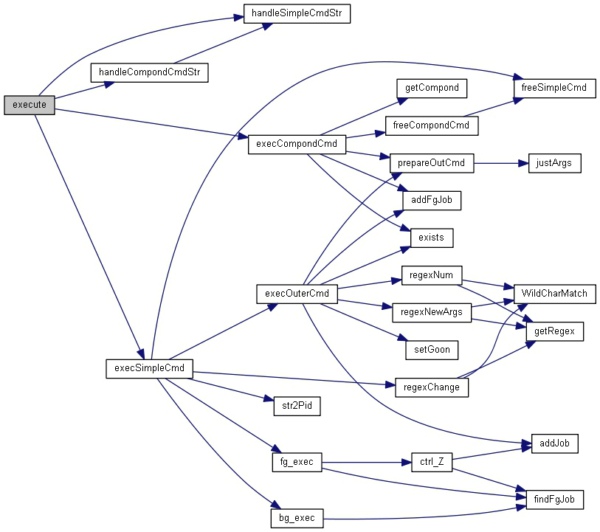 handleSimpleCmdStr
handleCompondCmdStr
execute
getCompond
freeSimpleCmd
freeCompondCmd
execCompondCmd
prepareOutCmd
justArgs
addFgJob
exists
regexNum
execOuterCmd
WildCharMatch
regexNewArgs
getRegex
setGoon
execSimpleCmd
regexChange
str2Pid
addJob
fg_exec
ctrl_Z
findFgJob
bg_exec